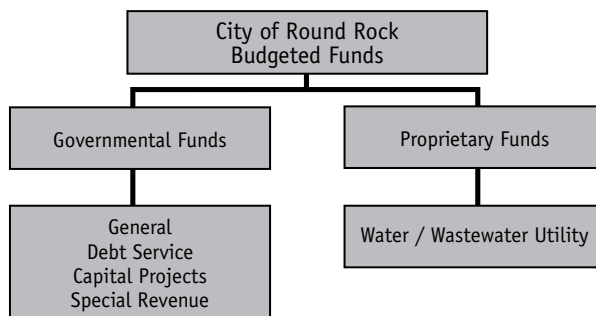 City of Round Rock
Budgeted Funds
Governmental Funds
Proprietary Funds
General
Debt Service
Capital Projects
Special Revenue
Water / Wastewater Utility